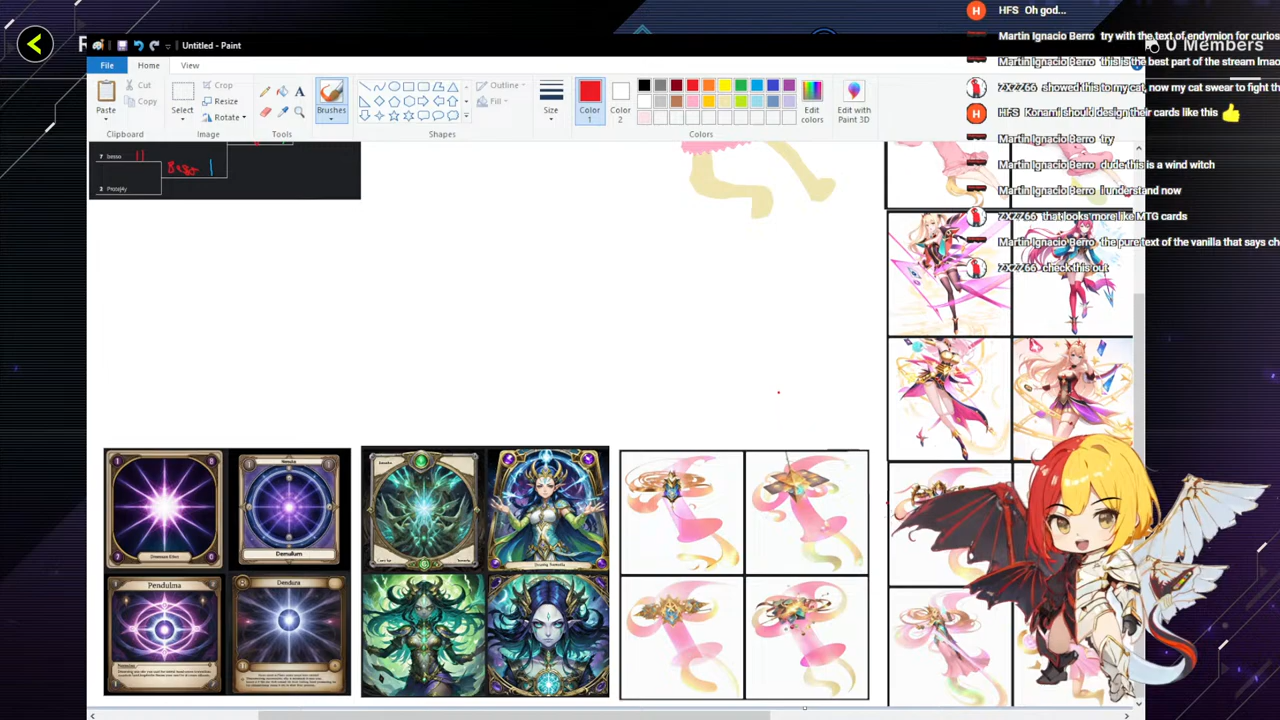 HFS Oh god...
R
Untitled - Paint
Martin Ignacio Berro try with the text of endymion for curios
0 Members
File
Home
View
Martin Ignacio Berro this is the best part of the stream lmao
Paste
Cut
Copy
Clipboard
Select
Crop
Resize
Rotate
Image
A
Tools
Brushes
Outline
Fill
Shapes
Size
Color
1
Color
2
Edit
colors
Colors
Edit with
Paint 3D
ZXZZ66 showed this to my cat, now my cat swear to fight th
HFS Konami should design their cards like this
Martin Ignacio Berro try
Martin Ignacio Berro dude this is a wind witch
Martin Ignacio Berro i understand now
ZXZZ66 that looks more like MTG cards
Martin Ignacio Berro the pure text of the vanilla that says ch
ZXZZ66 check this out
7 berso
Berso
3 Protej4y
Demulum
Pendulma
Dendura